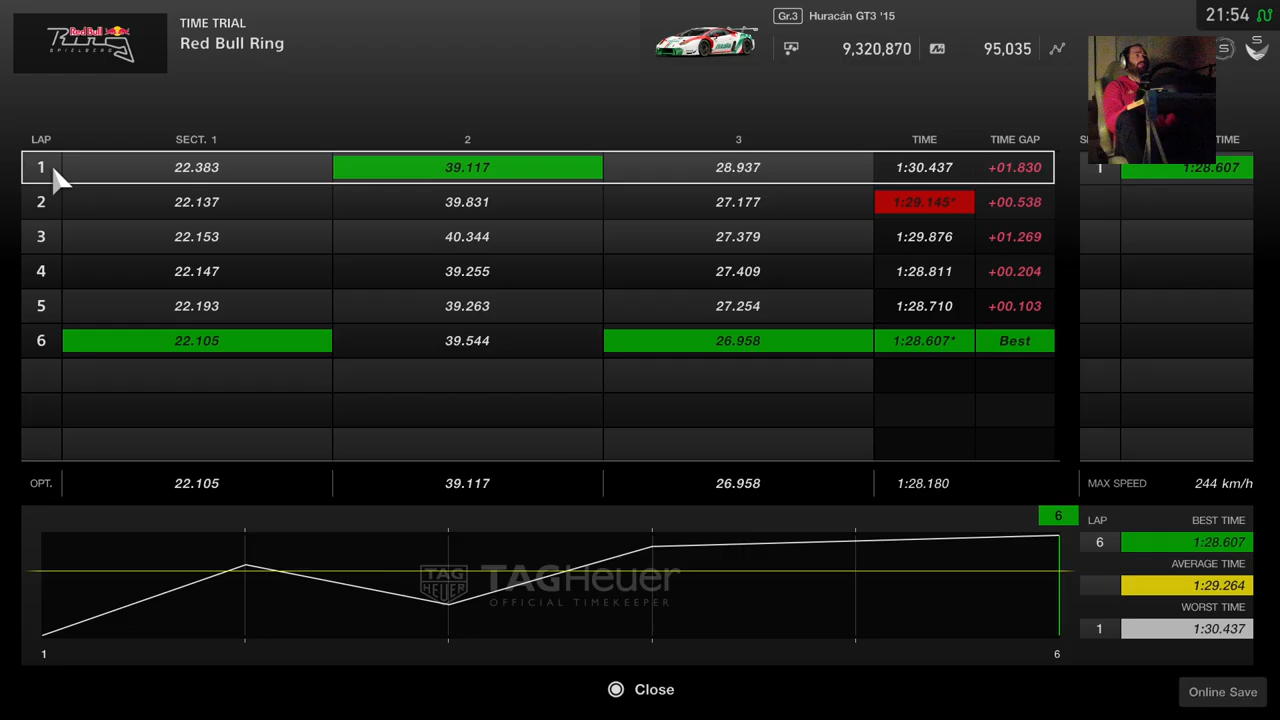 Red Bull
Ring
SPIELBERG
TIME TRIAL
Red Bull Ring
Gr.3 Huracán GT3 '15
9,320,870 95,035
21:54
S S
LAP SECT. 1 2 3 TIME TIME GAP TIME
1 22.383 39.117 28.937 1:30.437 +01.830 1 1:28.607
2 22.137 39.831 27.177 1:29.145* +00.538
3 22.153 40.344 27.379 1:29.876 +01.269
4 22.147 39.255 27.409 1:28.811 +00.204
5 22.193 39.263 27.254 1:28.710 +00.103
6 22.105 39.544 26.958 1:28.607* Best
OPT. 22.105 39.117 26.958 1:28.180 MAX SPEED 244 km/h
6
LAP BEST TIME
6 1:28.607
AVERAGE TIME
1:29.264
WORST TIME
1 1:30.437
TAG HEUER TAGHeuer
OFFICIAL TIMEKEEPER
1 6
Close
Online Save